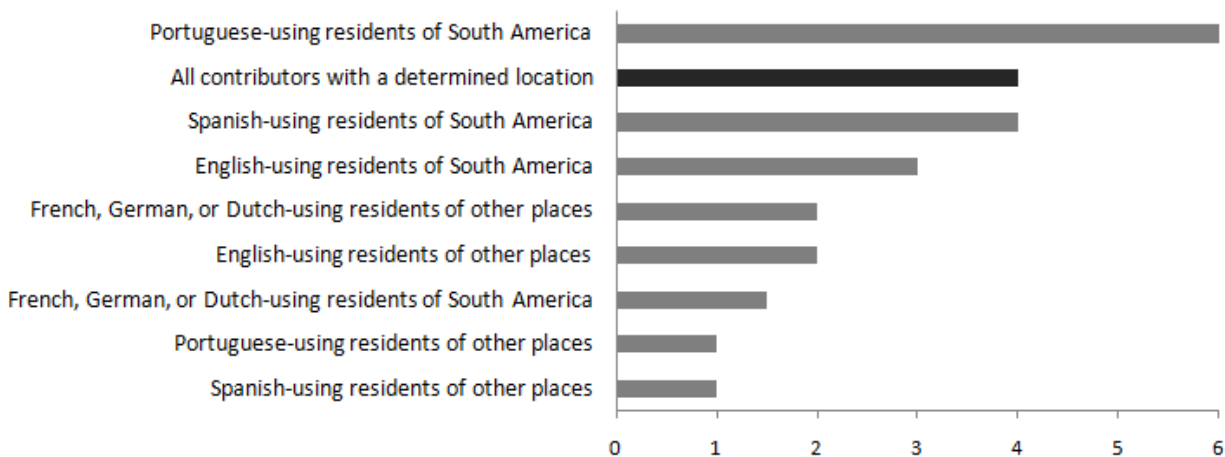 Portuguese-using residents of South America
All contributors with a determined location
Spanish-using residents of South America
English-using residents of South America
French, German, or Dutch-using residents of other places
English-using residents of other places
French, German, or Dutch-using residents of South America
Portuguese-using residents of other places
Spanish-using residents of other places
0 1 2 3 4 5 6